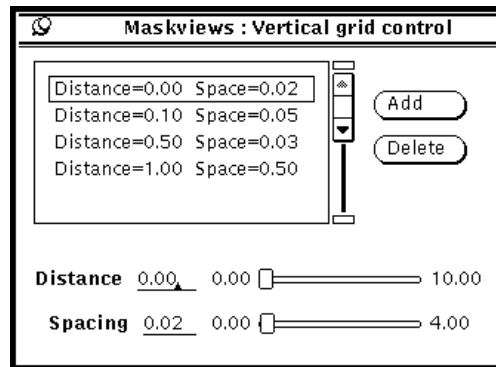 Maskviews : Vertical grid control
Distance=0.00 Space=0.02
Distance=0.10 Space=0.05
Distance=0.50 Space=0.03
Distance=1.00 Space=0.50
Add
Delete
Distance 0.00 0.00 10.00
Spacing 0.02 0.00 4.00